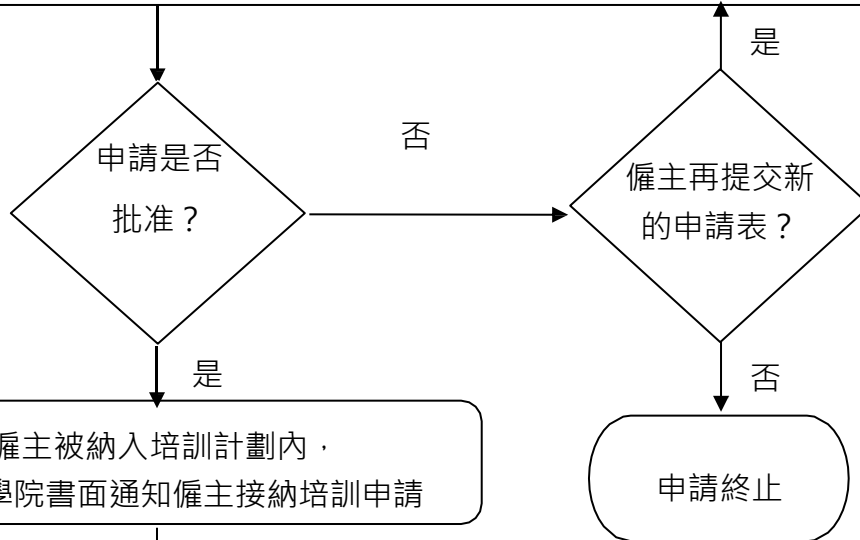 是
否
申請是否
批准？
僱主再提交新
的申請表？
是
否
僱主被納入培訓計劃內，
學院書面通知僱主接納培訓申請
申請終止